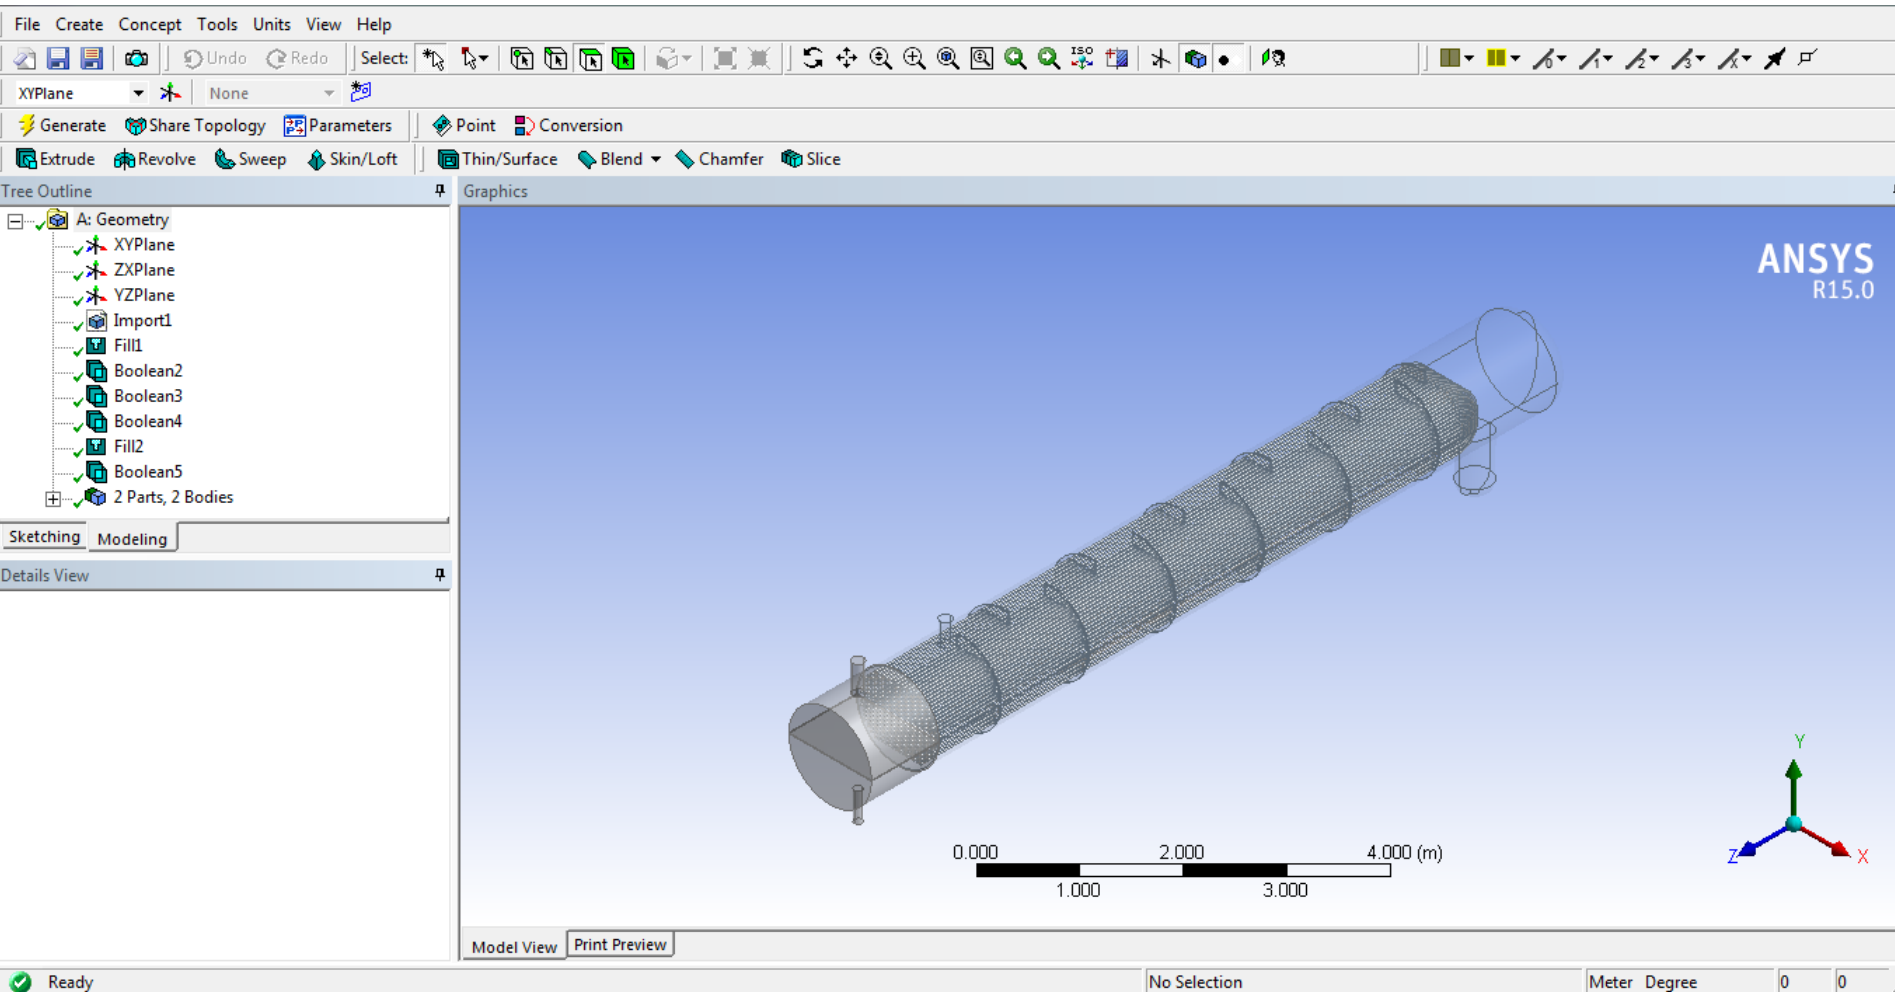 File Create Concept Tools Units View Help
Undo Redo Select: ISO
XYPlane None
Generate Share Topology Parameters Point Conversion
Extrude Revolve Sweep Skin/Loft Thin/Surface Blend Chamfer Slice
Tree Outline
A: Geometry
XYPlane
ZXPlane
YZPlane
Import1
Fill1
Boolean2
Boolean3
Boolean4
Fill2
Boolean5
2 Parts, 2 Bodies
Sketching Modeling
Details View
Graphics
ANSYS
R15.0
0.000 2.000 4.000 (m)
1.000 3.000
Y
Z X
Model View Print Preview
Ready No Selection Meter Degree 0 0